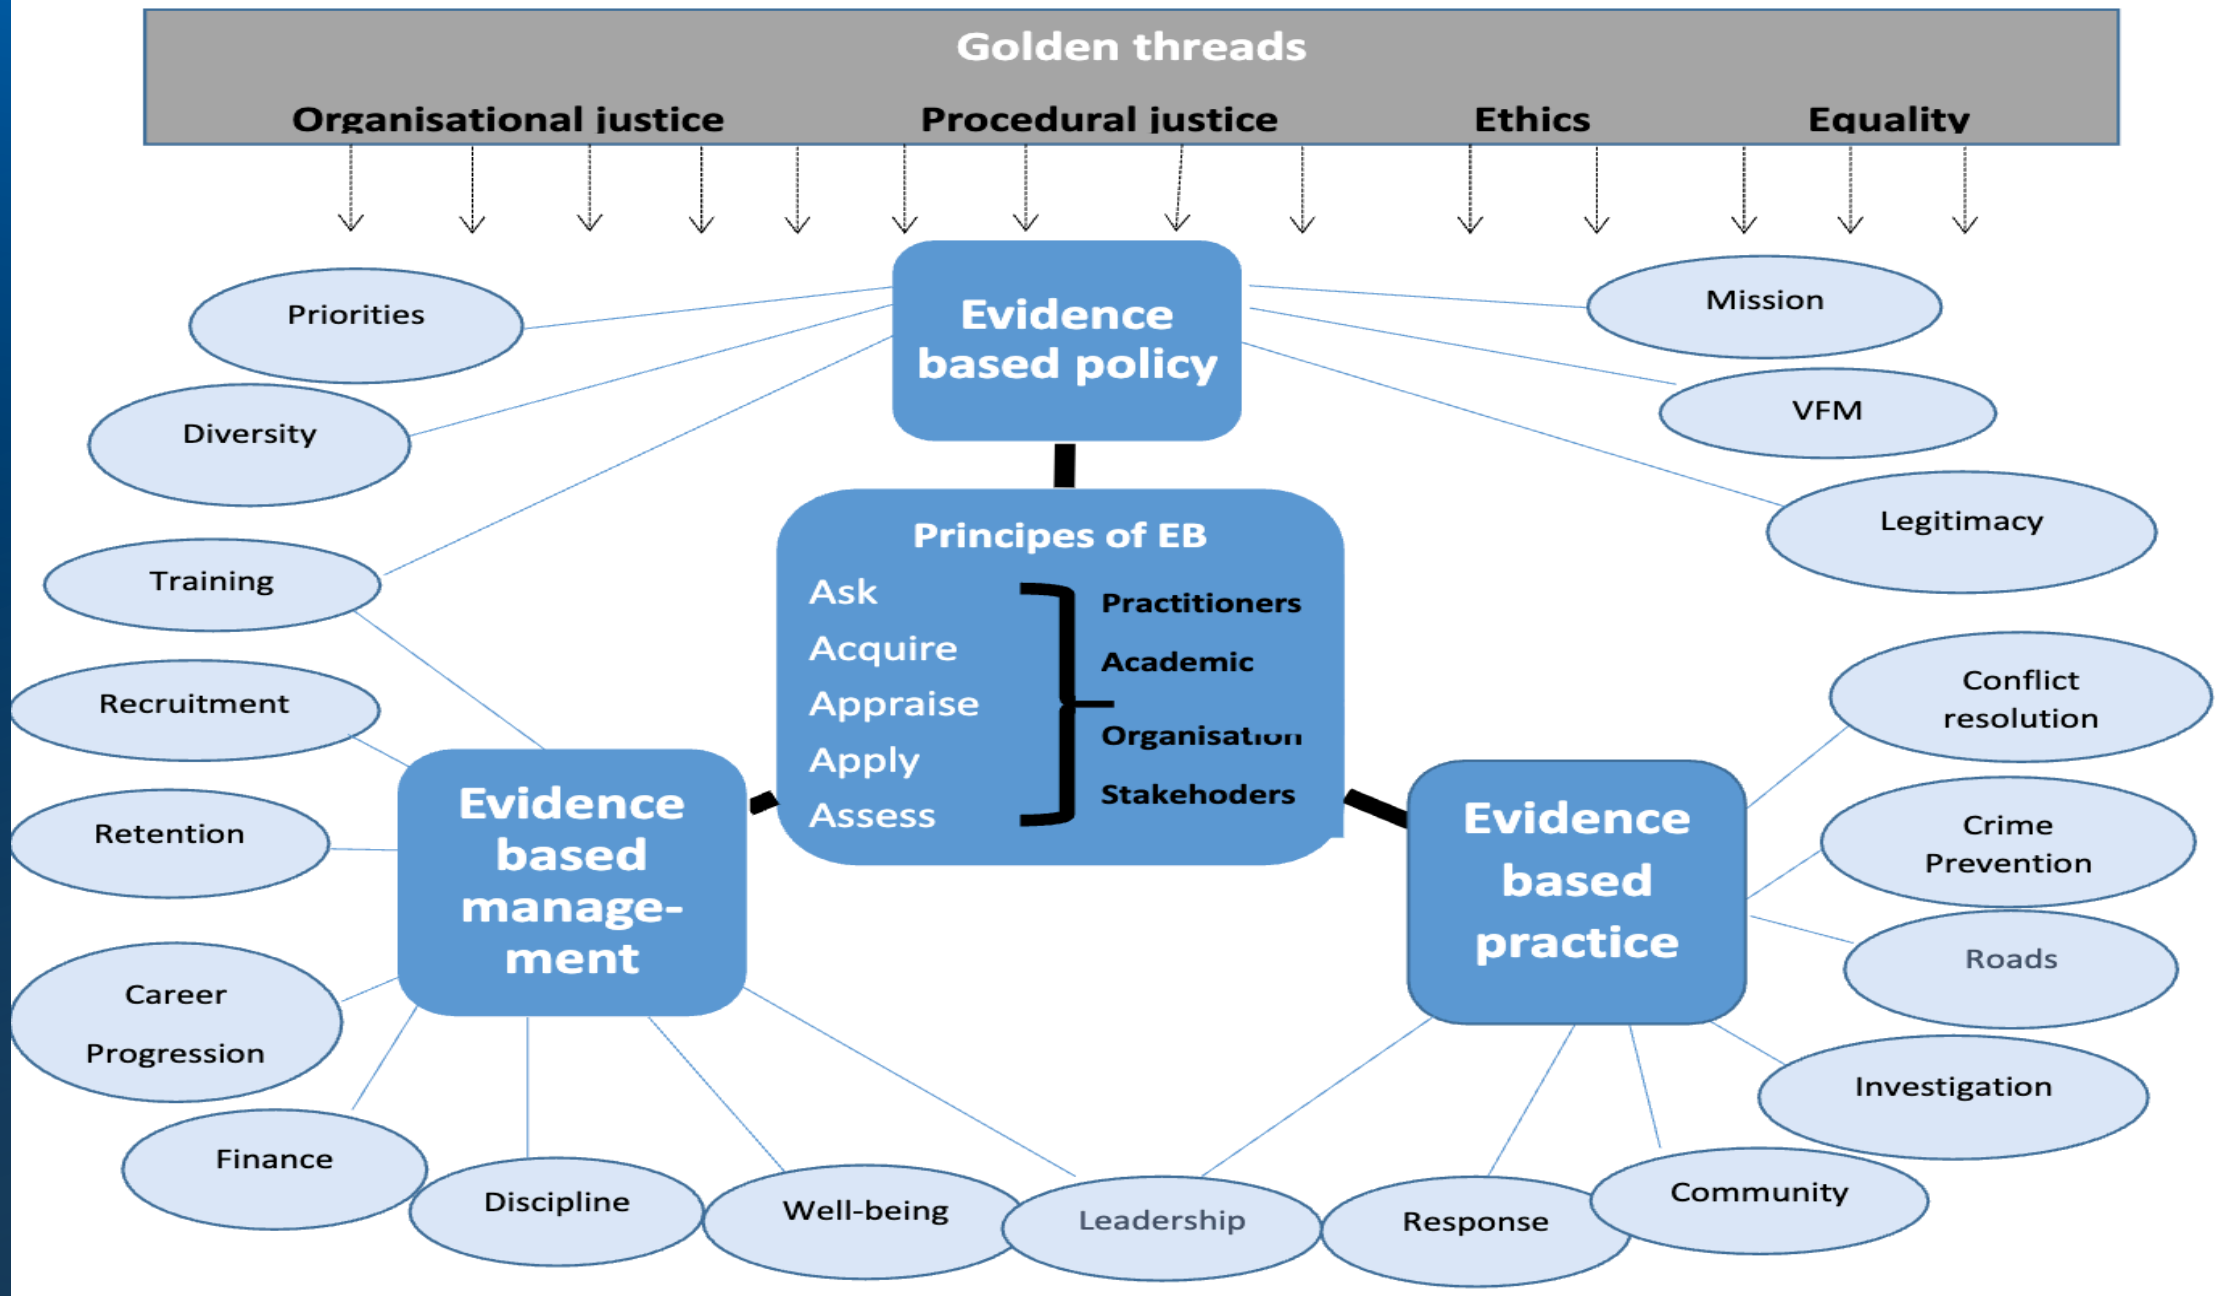 Golden threads
Organisational justice
Procedural justice
Ethics
Equality
Evidence
based policy
Priorities
Diversity
Training
Mission
VFM
Legitimacy
Principes of EB
Ask
Acquire
Appraise
Apply
Assess
Practitioners
Academic
Organisation
Stakehoders
Recruitment
Retention
Career
Progression
Finance
Discipline
Well-being
Leadership
Evidence
based
manage-
ment
Evidence
based
practice
Conflict
resolution
Crime
Prevention
Roads
Investigation
Community
Response